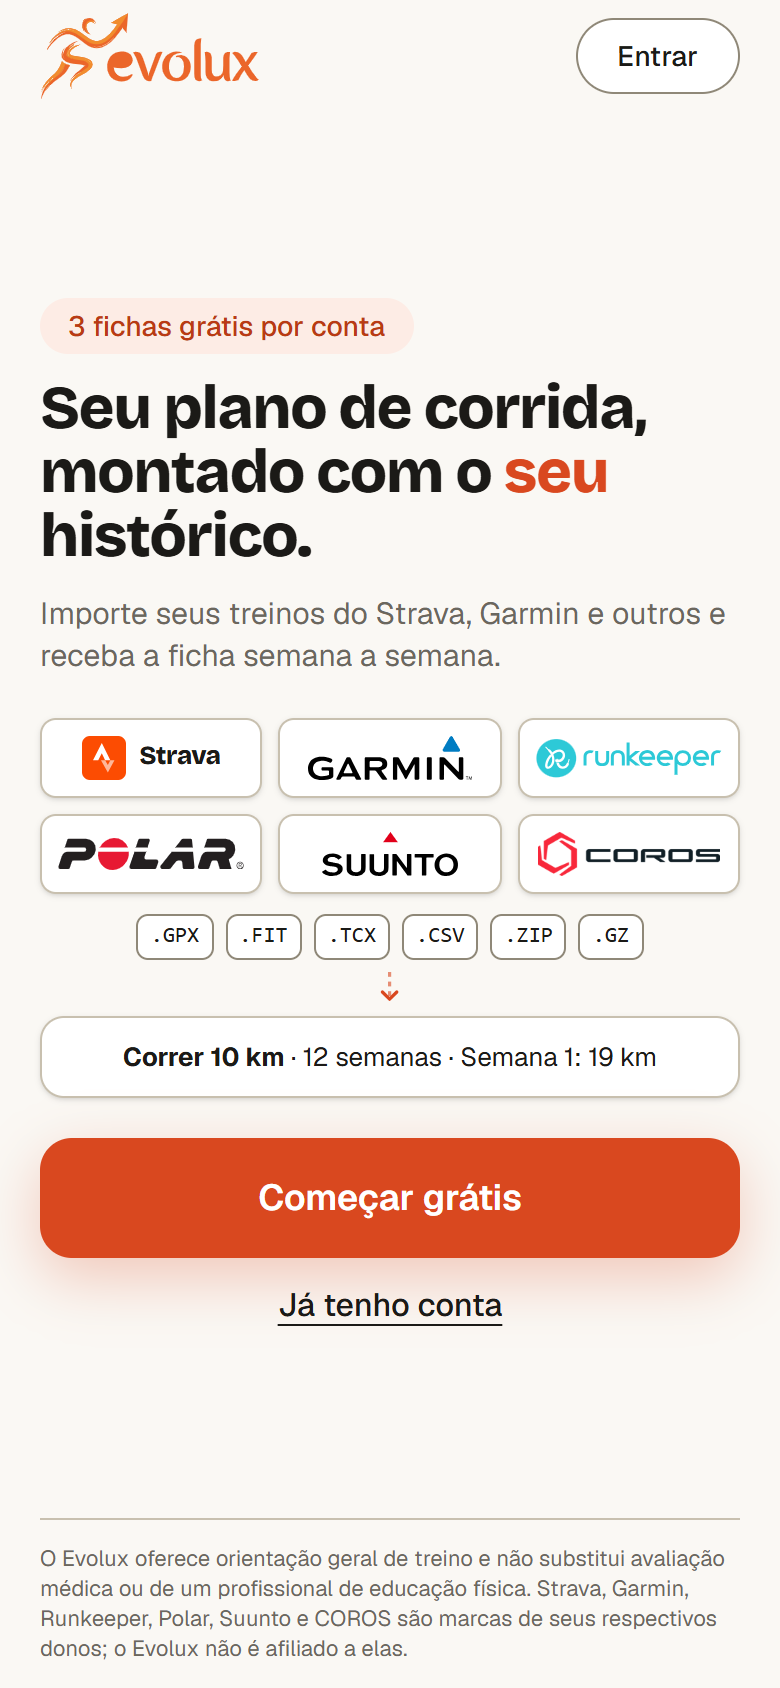 evolux
Entrar
3 fichas grátis por conta
Seu plano de corrida,
montado com o seu
histórico.
Importe seus treinos do Strava, Garmin e outros e
receba a ficha semana a semana.
Strava
GARMIN™
runkeeper
POLAR®
SUUNTO
COROS
.GPX
.FIT
.TCX
.CSV
.ZIP
.GZ
Correr 10 km · 12 semanas · Semana 1: 19 km
Começar grátis
Já tenho conta
O Evolux oferece orientação geral de treino e não substitui avaliação
médica ou de um profissional de educação física. Strava, Garmin,
Runkeeper, Polar, Suunto e COROS são marcas de seus respectivos
donos; o Evolux não é afiliado a elas.